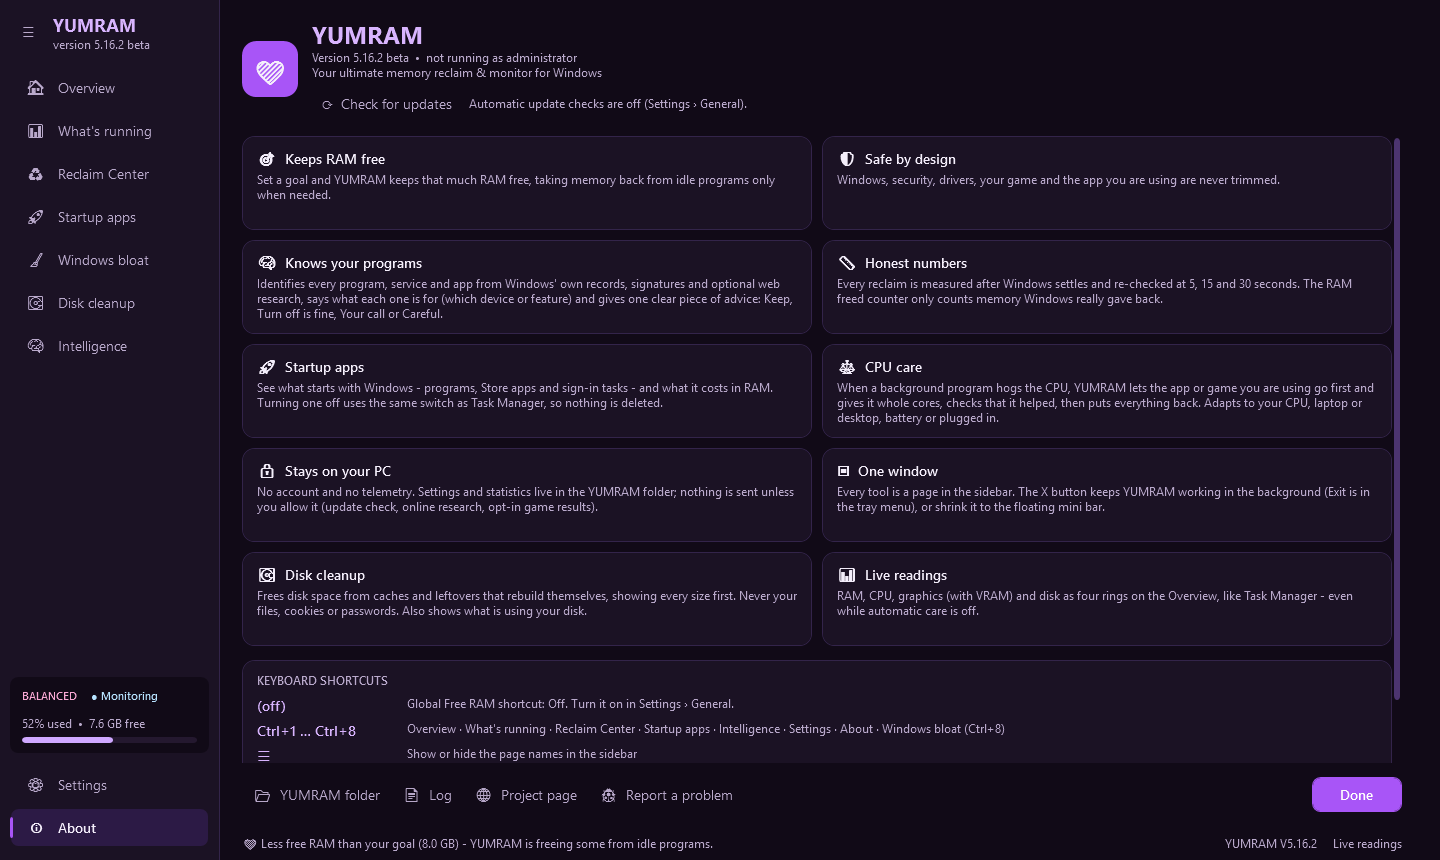 YUMRAM
version 5.16.2 beta
Overview
What's running
Reclaim Center
Startup apps
Windows bloat
Disk cleanup
Intelligence
BALANCED • Monitoring
52% used • 7.6 GB free
Settings
About
YUMRAM
Version 5.16.2 beta • not running as administrator
Your ultimate memory reclaim & monitor for Windows
Check for updates Automatic update checks are off (Settings › General).
Keeps RAM free
Set a goal and YUMRAM keeps that much RAM free, taking memory back from idle programs only
when needed.
Safe by design
Windows, security, drivers, your game and the app you are using are never trimmed.
Knows your programs
Identifies every program, service and app from Windows' own records, signatures and optional web
research, says what each one is for (which device or feature) and gives one clear piece of advice: Keep,
Turn off is fine, Your call or Careful.
Honest numbers
Every reclaim is measured after Windows settles and re-checked at 5, 15 and 30 seconds. The RAM
freed counter only counts memory Windows really gave back.
Startup apps
See what starts with Windows - programs, Store apps and sign-in tasks - and what it costs in RAM.
Turning one off uses the same switch as Task Manager, so nothing is deleted.
CPU care
When a background program hogs the CPU, YUMRAM lets the app or game you are using go first and
gives it whole cores, checks that it helped, then puts everything back. Adapts to your CPU, laptop or
desktop, battery or plugged in.
Stays on your PC
No account and no telemetry. Settings and statistics live in the YUMRAM folder; nothing is sent unless
you allow it (update check, online research, opt-in game results).
One window
Every tool is a page in the sidebar. The X button keeps YUMRAM working in the background (Exit is in
the tray menu), or shrink it to the floating mini bar.
Disk cleanup
Frees disk space from caches and leftovers that rebuild themselves, showing every size first. Never your
files, cookies or passwords. Also shows what is using your disk.
Live readings
RAM, CPU, graphics (with VRAM) and disk as four rings on the Overview, like Task Manager - even
while automatic care is off.
KEYBOARD SHORTCUTS
(off) Global Free RAM shortcut: Off. Turn it on in Settings › General.
Ctrl+1 ... Ctrl+8 Overview · What's running · Reclaim Center · Startup apps · Intelligence · Settings · About · Windows bloat (Ctrl+8)
☰ Show or hide the page names in the sidebar
YUMRAM folder Log Project page Report a problem Done
Less free RAM than your goal (8.0 GB) - YUMRAM is freeing some from idle programs. YUMRAM V5.16.2 Live readings